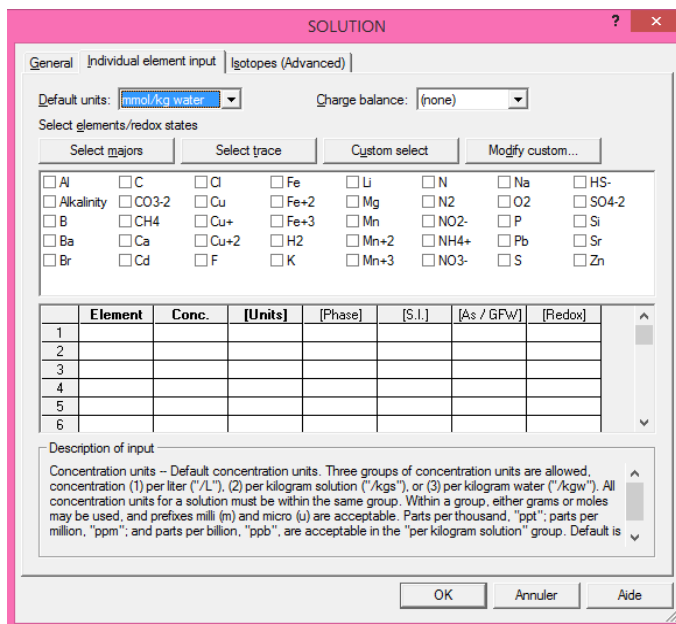 SOLUTION
?
x
General Individual element input Isotopes (Advanced)
Default units: mmol/kg water Charge balance: (none)
Select elements/redox states
Select majors Select trace Custom select Modify custom...
Al C Cl Fe Li N Na HS-
Alkalinity CO3-2 Cu Fe+2 Mg N2 O2 SO4-2
B CH4 Cu+ Fe+3 Mn NO2- P Si
Ba Ca Cu+2 H2 Mn+2 NH4+ Pb Sr
Br Cd F K Mn+3 NO3- S Zn
Element Conc. [Units] [Phase] [S.I.] [As / GFW] [Redox]
1
2
3
4
5
6
Description of input
Concentration units -- Default concentration units. Three groups of concentration units are allowed,
concentration (1) per liter ("/L"), (2) per kilogram solution ("/kgs"), or (3) per kilogram water ("/kgw"). All
concentration units for a solution must be within the same group. Within a group, either grams or moles
may be used, and prefixes milli (m) and micro (u) are acceptable. Parts per thousand, "ppt"; parts per
million, "ppm"; and parts per billion, "ppb", are acceptable in the "per kilogram solution" group. Default is
OK Annuler Aide